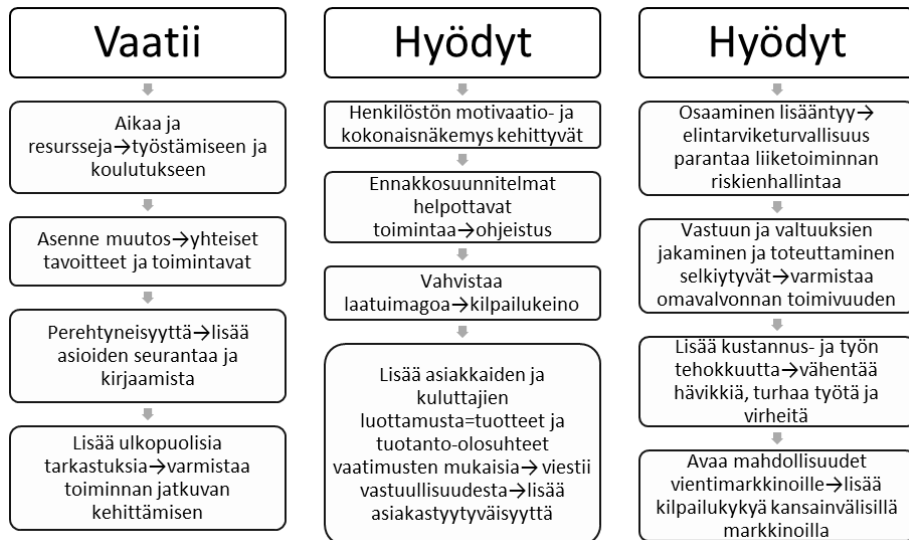 Vaatii
Aikaa ja
resursseja→työstämiseen ja
koulutukseen
Asenne muutos→yhteiset
tavoitteet ja toimintavat
Perehtyneisyyttä→lisää
asioiden seurantaa ja
kirjaamista
Lisää ulkopuolisia
tarkastuksia→varmistaa
toiminnan jatkuvan
kehittämisen
Hyödyt
Henkilöstön motivaatio- ja
kokonaisnäkemys kehittyvät
Ennakkosuunnitelmat
helpottavat
toimintaa→ohjeistus
Vahvistaa
laatuimagoa→kilpailukeino
Lisää asiakkaiden ja
kuluttajien
luottamusta=tuotteet ja
tuotanto-olosuhteet
vaatimusten mukaisia→ viestii
vastuullisuudesta→lisää
asiakastyytyväisyyttä
Hyödyt
Osaaminen lisääntyy→
elintarviketurvallisuus
parantaa liiketoiminnan
riskienhallintaa
Vastuun ja valtuuksien
jakaminen ja toteuttaminen
selkiytyvät→varmistaa
omavalvonnan toimivuuden
Lisää kustannus- ja työn
tehokkuutta→vähentää
hävikkiä, turhaa työtä ja
virheitä
Avaa mahdollisuudet
vientimarkkinoille→lisää
kilpailukykyä kansainvälisillä
markkinoilla